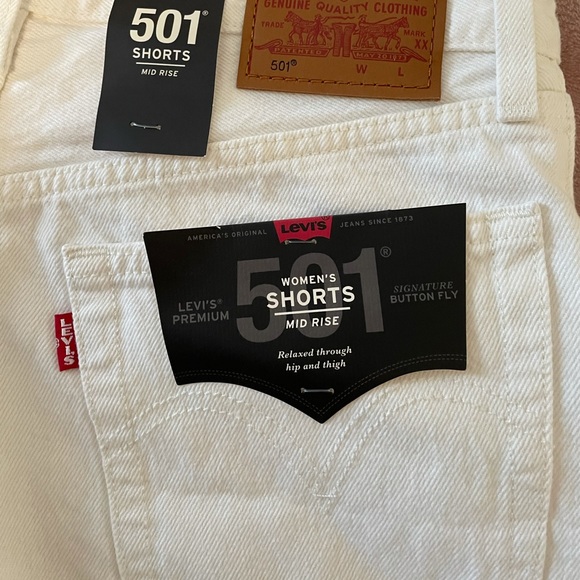 501®
SHORTS
MID RISE
GENUINE QUALITY CLOTHING
TRADE MARK
XX
501® W L
AMERICA'S ORIGINAL Levi's JEANS SINCE 1873
501®
WOMEN'S
SHORTS
MID RISE
LEVI'S®
PREMIUM
SIGNATURE
BUTTON FLY
Relaxed through
hip and thigh
LEVI'S